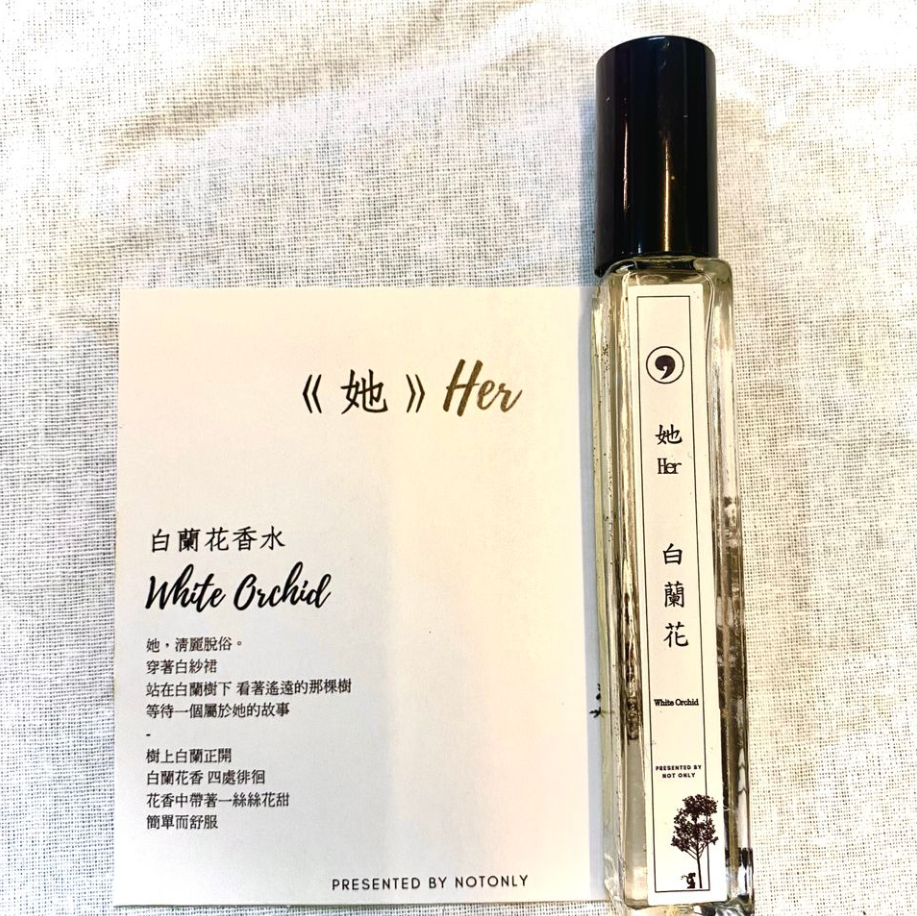 《她》Her
白蘭花香水
White Orchid
她，清麗脫俗。
穿著白紗裙
站在白蘭樹下 看著遙遠的那棵樹
等待一個屬於她的故事
-
樹上白蘭正開
白蘭花香 四處徘徊
花香中帶著一絲絲花甜
簡單而舒服
PRESENTED BY NOTONLY
她
Her
白
蘭
花
White Orchid
PRESENTED BY
NOT ONLY